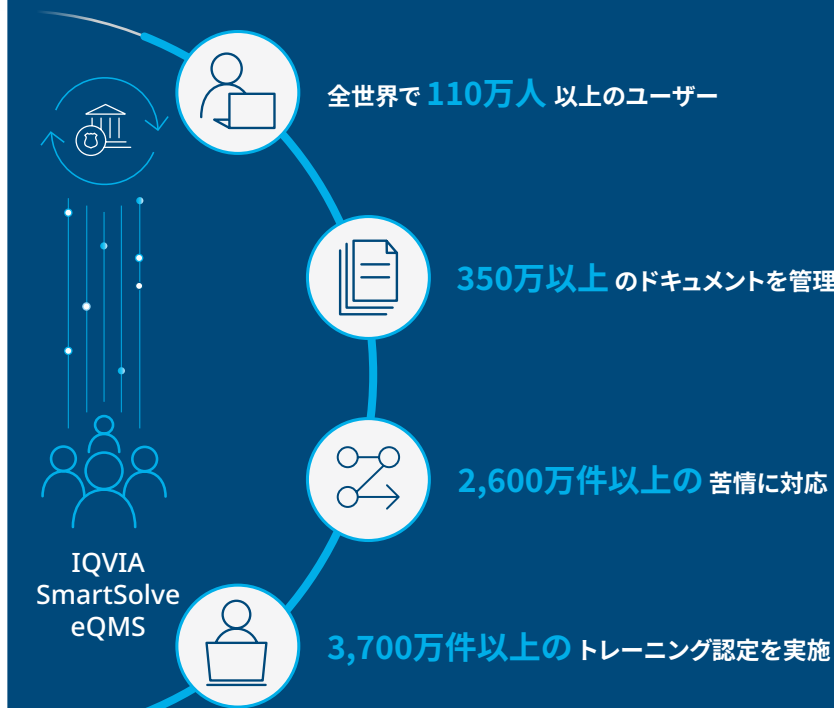 全世界で 110万人 以上のユーザー
350万以上 のドキュメントを管理
2,600万件以上の 苦情に対応
IQVIA
SmartSolve
eQMS
3,700万件以上の トレーニング認定を実施